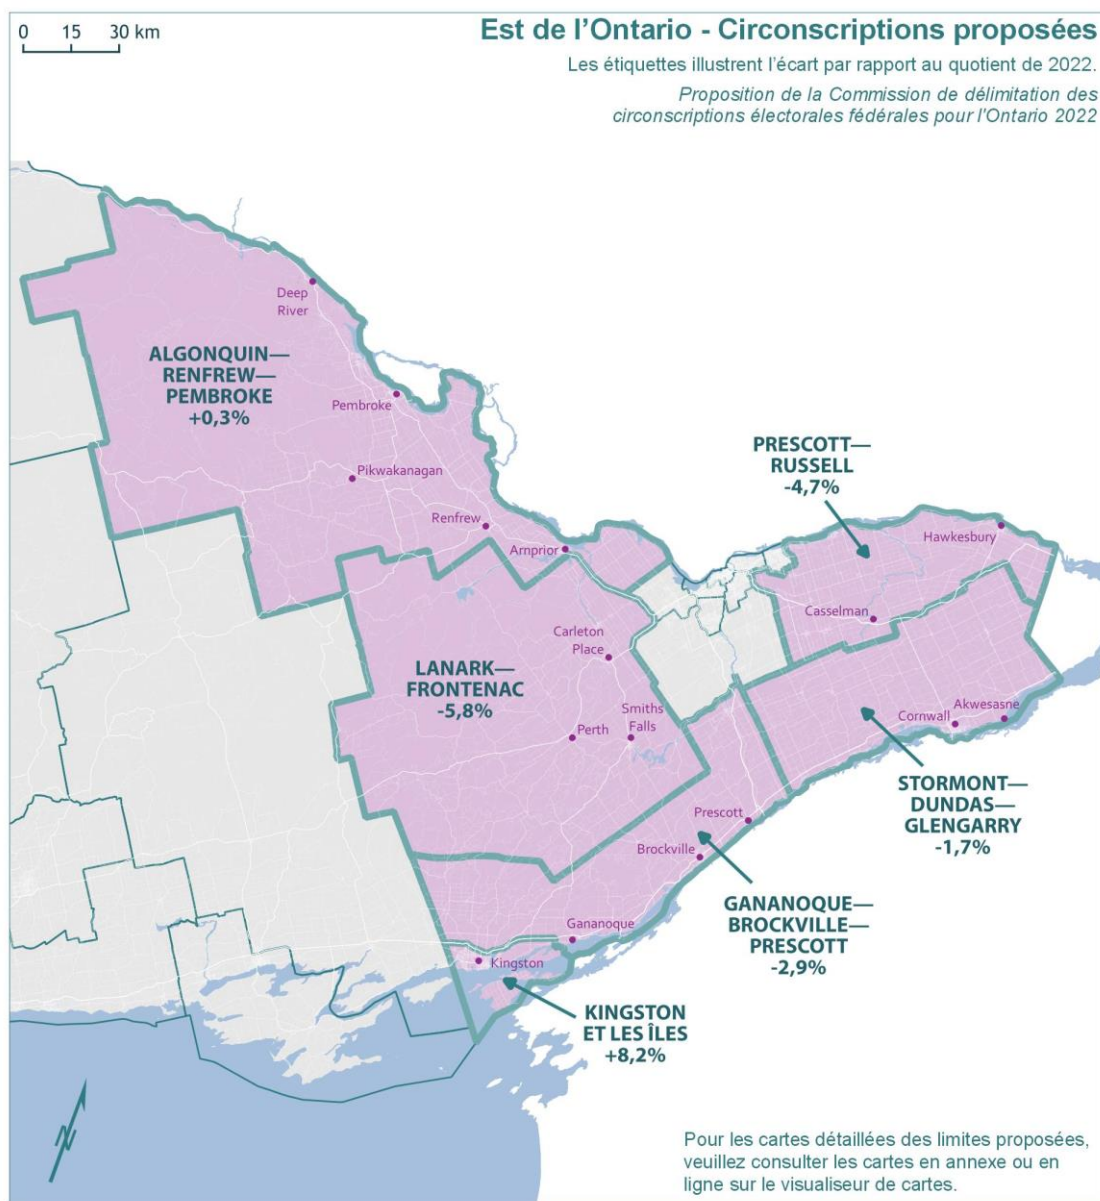 0 15 30 km
Est de l'Ontario - Circonscriptions proposées
Les étiquettes illustrent l'écart par rapport au quotient de 2022.
Proposition de la Commission de délimitation des
circonscriptions électorales fédérales pour l'Ontario 2022
Deep
River
ALGONQUIN—
RENFREW—
PEMBROKE
+0,3%
Pembroke
Pikwakanagan
Renfrew
Arnprior
PRESCOTT—
RUSSELL
-4,7%
Hawkesbury
Casselman
Carleton
Place
LANARK—
FRONTENAC
-5,8%
Smiths
Falls
Perth
Cornwall
Akwesasne
STORMONT—
DUNDAS—
GLENGARRY
-1,7%
Prescott
Brockville
GANANOQUE—
BROCKVILLE—
PRESCOTT
-2,9%
Gananoque
Kingston
KINGSTON
ET LES ÎLES
+8,2%
N
Pour les cartes détaillées des limites proposées,
veuillez consulter les cartes en annexe ou en
ligne sur le visualiseur de cartes.